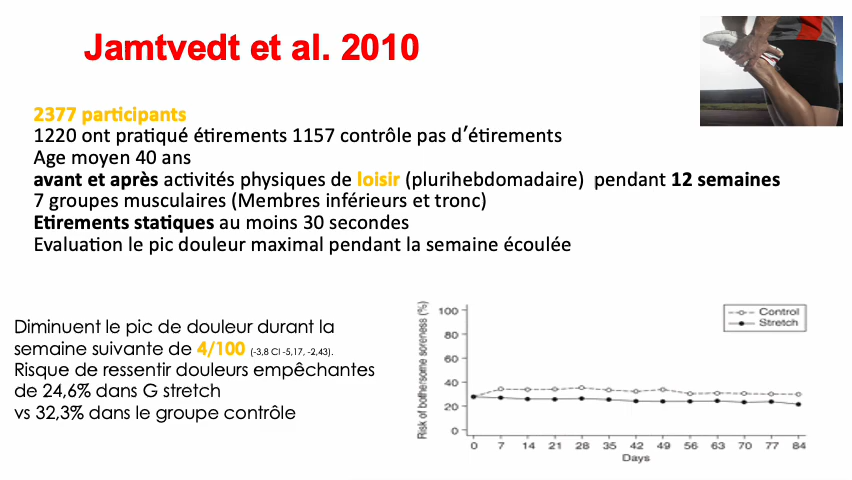 Jamtvedt et al. 2010
2377 participants
1220 ont pratiqué étirements 1157 contrôle pas d’étirements
Age moyen 40 ans
avant et après activités physiques de loisir (plurihebdomadaire) pendant 12 semaines
7 groupes musculaires (Membres inférieurs et tronc)
Etirements statiques au moins 30 secondes
Evaluation le pic douleur maximal pendant la semaine écoulée
Diminuent le pic de douleur durant la
semaine suivante de 4/100 (-3,8 CI -5,17, -2,43).
Risque de ressentir douleurs empêchantes
de 24,6% dans G stretch
vs 32,3% dans le groupe contrôle
Risk of bothersome soreness (%)
100
80
60
40
20
0
Control
Stretch
0 7 14 21 28 35 42 49 56 63 70 77 84
Days